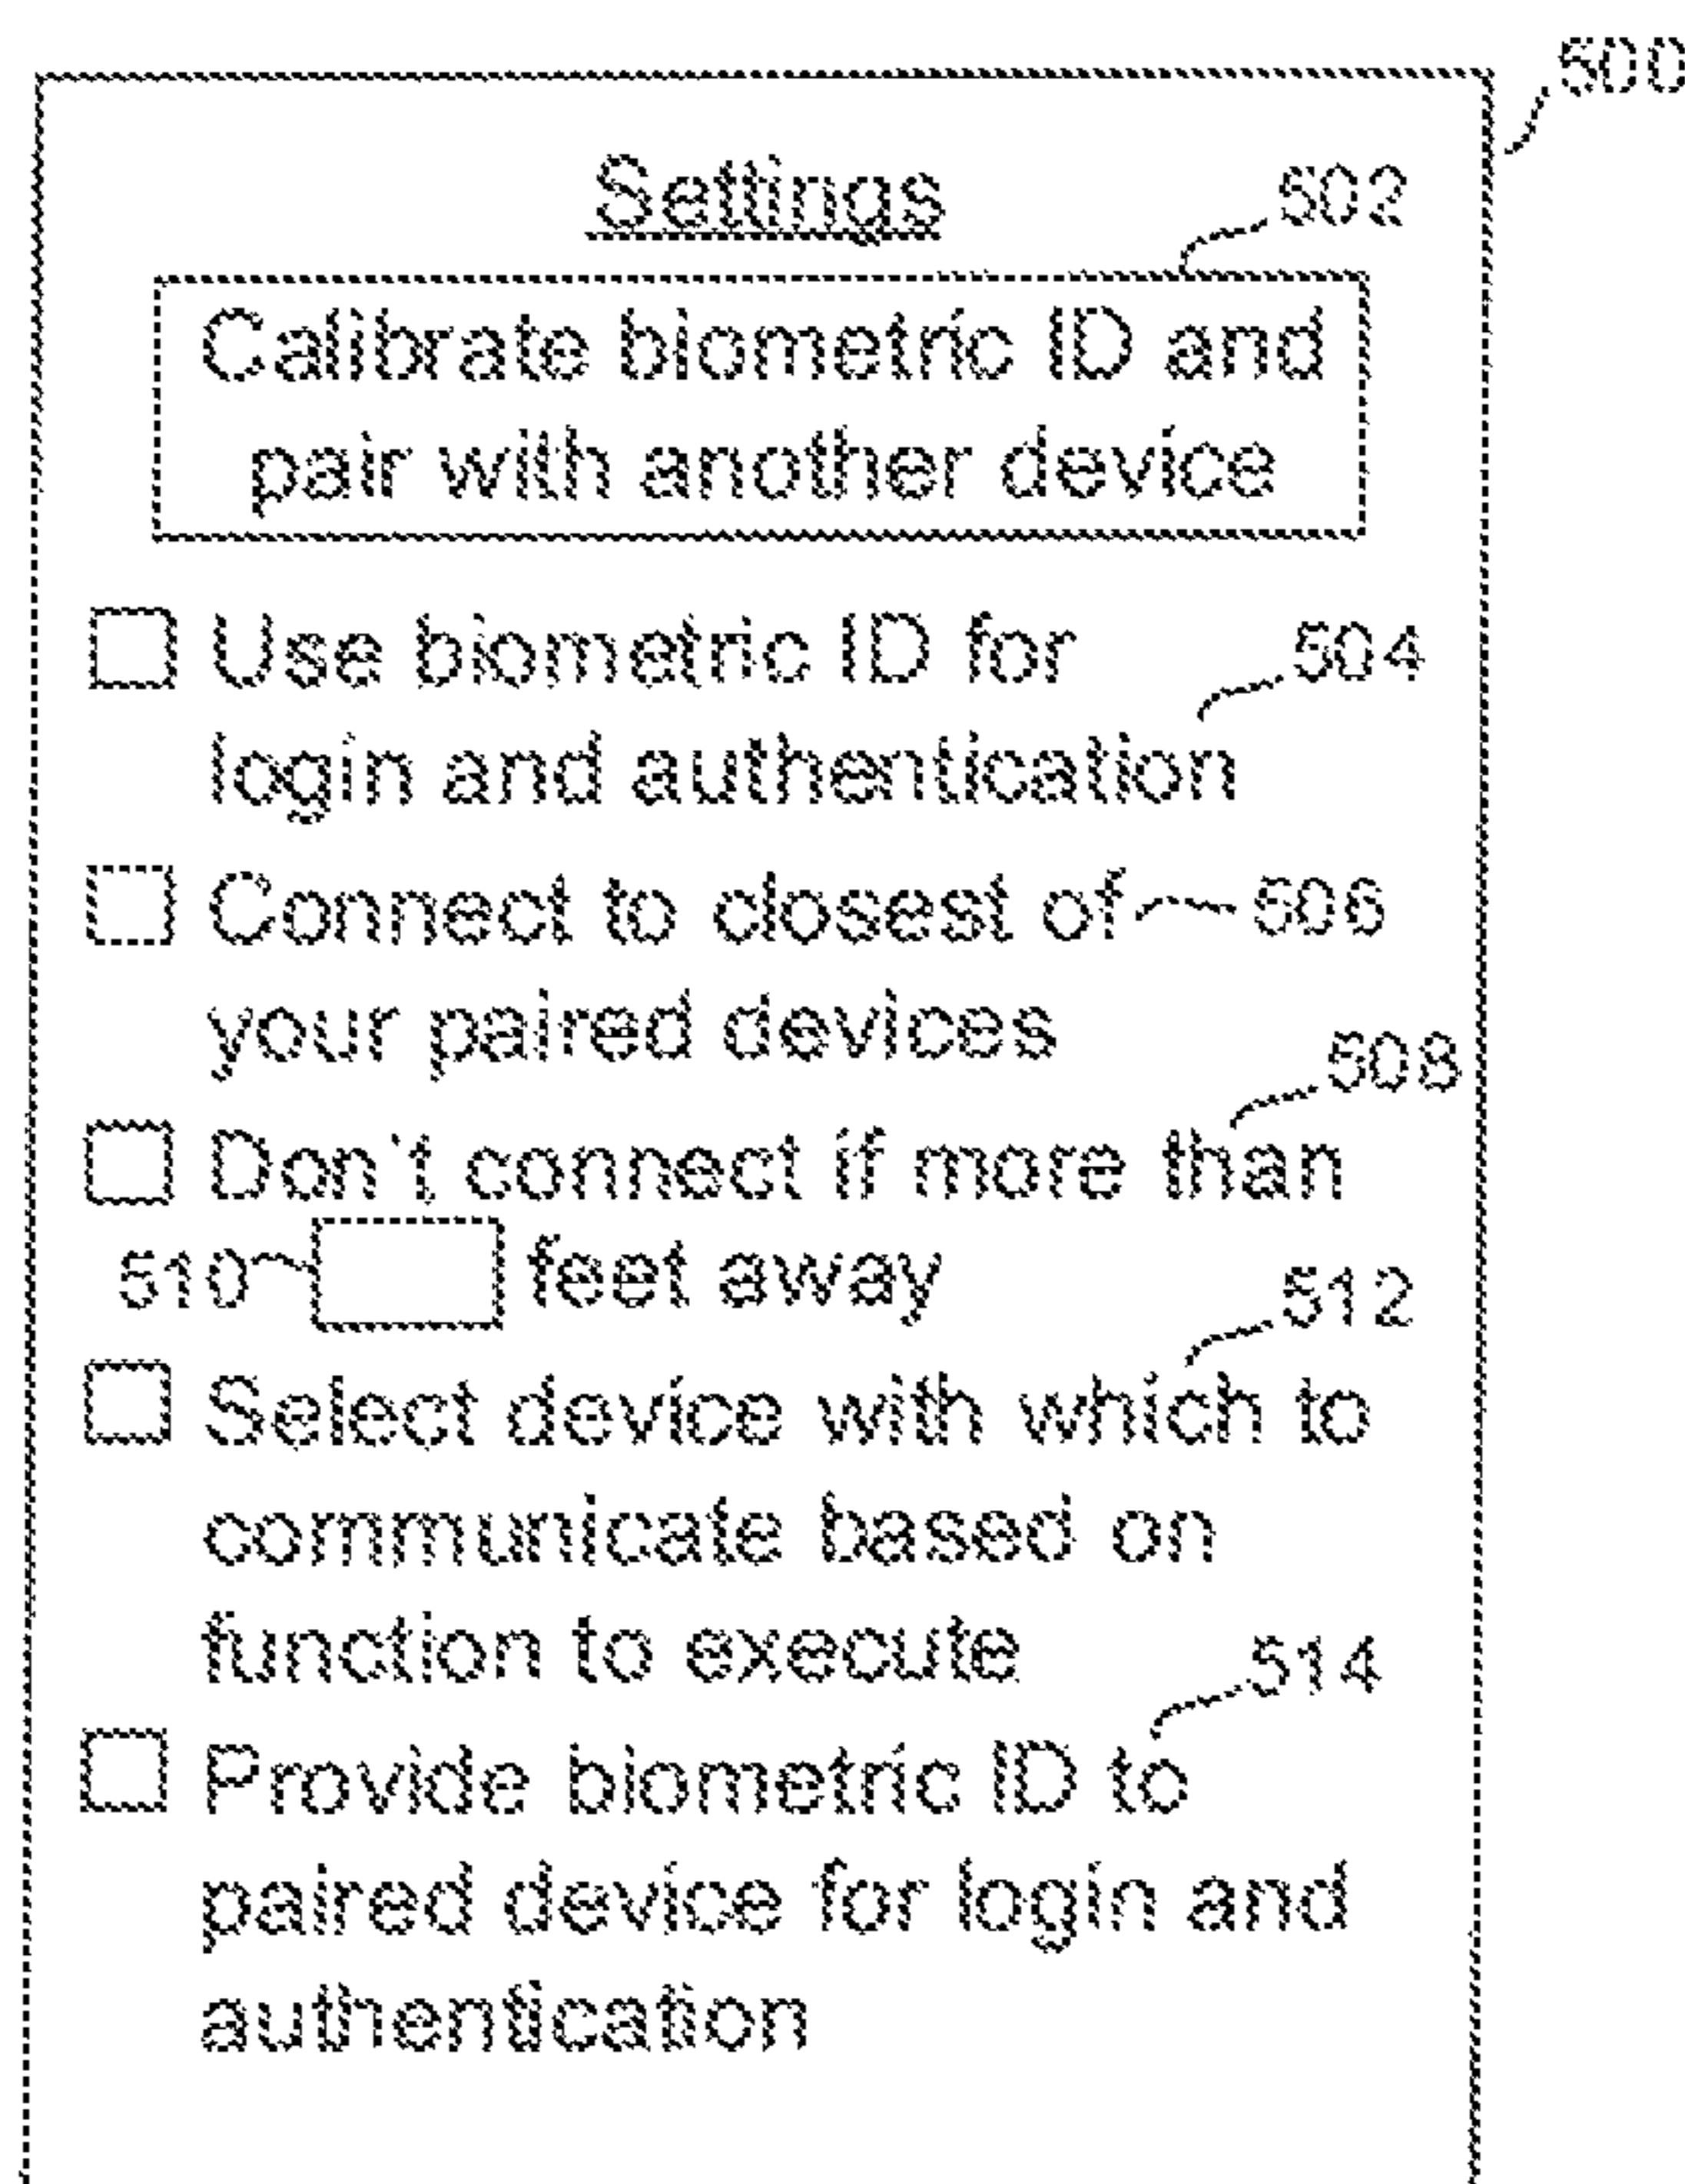 500
Settings
502
Calibrate biometric ID and
pair with another device
Use biometric ID for
504
login and authentication
Connect to closest of 506
your paired devices
508
Don't connect if more than
510 feet away
512
Select device with which to
communicate based on
function to execute
514
Provide biometric ID to
paired device for login and
authentication